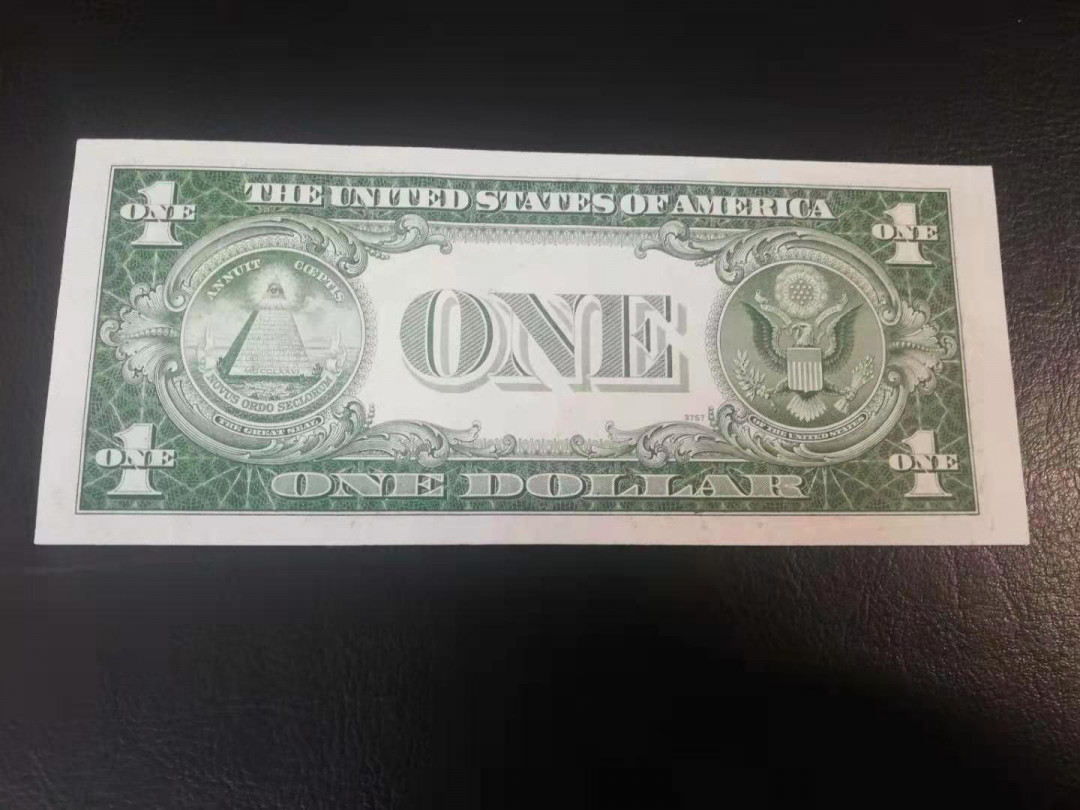 THE UNITED STATES OF AMERICA
1
ONE
1
ONE
ANNUIT CŒPTIS
MDCCLXXVI
NOVUS ORDO SECLORUM
THE GREAT SEAL
ONE
3757
OF THE UNITED STATES
1
ONE
ONE DOLLAR
1
ONE